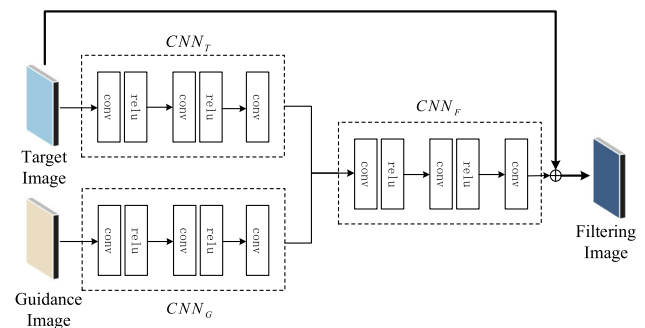 CNN_T
conv relu conv relu conv
Target
Image
CNN_F
conv relu conv relu conv
Filtering
Image
conv relu conv relu conv
CNN_G
Guidance
Image